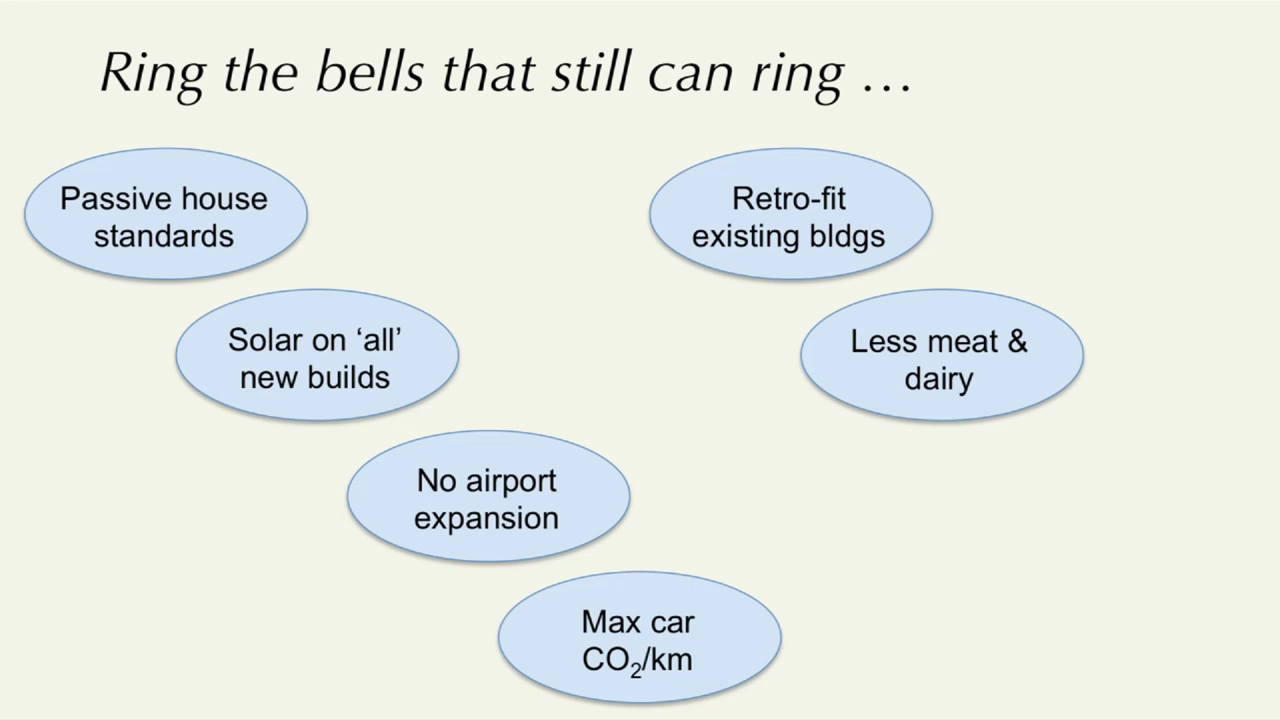 Ring the bells that still can ring …
Passive house
standards
Retro-fit
existing bldgs
Solar on ‘all’
new builds
Less meat &
dairy
No airport
expansion
Max car
CO₂/km